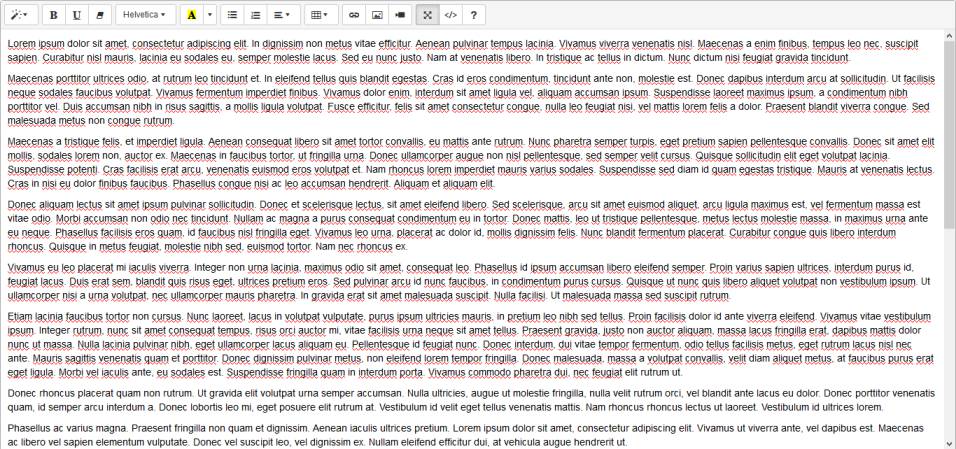 B U Helvetica A </> ?
Lorem ipsum dolor sit amet, consectetur adipiscing elit. In dignissim non metus vitae efficitur. Aenean pulvinar tempus lacinia. Vivamus viverra venenatis nisl. Maecenas a enim finibus, tempus leo nec, suscipit
sapien. Curabitur nisl mauris, lacinia eu sodales eu, semper molestie lacus. Sed eu nunc justo. Nam at venenatis libero. In tristique ac tellus in dictum. Nunc dictum nisi feugiat gravida tincidunt.
Maecenas porttitor ultrices odio, at rutrum leo tincidunt et. In eleifend tellus quis blandit egestas. Cras id eros condimentum, tincidunt ante non, molestie est. Donec dapibus interdum arcu at sollicitudin. Ut facilisis
neque sodales faucibus volutpat. Vivamus fermentum imperdiet finibus. Vivamus dolor enim, interdum sit amet ligula vel, aliquam accumsan ipsum. Suspendisse laoreet maximus ipsum, a condimentum nibh
porttitor vel. Duis accumsan nibh in risus sagittis, a mollis ligula volutpat. Fusce efficitur, felis sit amet consectetur congue, nulla leo feugiat nisi, vel mattis lorem felis a dolor. Praesent blandit viverra congue. Sed
malesuada metus non congue rutrum.
Maecenas a tristique felis, et imperdiet ligula. Aenean consequat libero sit amet tortor convallis, eu mattis ante rutrum. Nunc pharetra semper turpis, eget pretium sapien pellentesque convallis. Donec sit amet elit
mollis, sodales lorem non, auctor ex. Maecenas in faucibus tortor, ut fringilla urna. Donec ullamcorper augue non nisl pellentesque, sed semper velit cursus. Quisque sollicitudin elit eget volutpat lacinia.
Suspendisse potenti. Cras facilisis erat arcu, venenatis euismod eros volutpat et. Nam rhoncus lorem imperdiet mauris varius sodales. Suspendisse sed diam id quam egestas tristique. Mauris at venenatis lectus.
Cras in nisi eu dolor finibus faucibus. Phasellus congue nisi ac leo accumsan hendrerit. Aliquam et aliquam elit.
Donec aliquam lectus sit amet ipsum pulvinar sollicitudin. Donec et scelerisque lectus, sit amet eleifend libero. Sed scelerisque, arcu sit amet euismod aliquet, arcu ligula maximus est, vel fermentum massa est
vitae odio. Morbi accumsan non odio nec tincidunt. Nullam ac magna a purus consequat condimentum eu in tortor. Donec mattis, leo ut tristique pellentesque, metus lectus molestie massa, in maximus urna ante
eu neque. Phasellus facilisis eros quam, id faucibus nisl fringilla eget. Vivamus leo urna, placerat ac dolor id, mollis dignissim felis. Nunc blandit fermentum placerat. Curabitur congue quis libero interdum
rhoncus. Quisque in metus feugiat, molestie nibh sed, euismod tortor. Nam nec rhoncus ex.
Vivamus eu leo placerat mi iaculis viverra. Integer non urna lacinia, maximus odio sit amet, consequat leo. Phasellus id ipsum accumsan libero eleifend semper. Proin varius sapien ultrices, interdum purus id,
feugiat lacus. Duis erat sem, blandit quis risus eget, ultrices pretium eros. Sed pulvinar arcu id nunc faucibus, in condimentum purus cursus. Quisque ut nunc quis libero aliquet volutpat non vestibulum ipsum. Ut
ullamcorper nisi a urna volutpat, nec ullamcorper mauris pharetra. In gravida erat sit amet malesuada suscipit. Nulla facilisi. Ut malesuada massa sed suscipit rutrum.
Etiam lacinia faucibus tortor non cursus. Nunc laoreet, lacus in volutpat vulputate, purus ipsum ultricies mauris, in pretium leo nibh sed tellus. Proin facilisis dolor id ante viverra eleifend. Vivamus vitae vestibulum
ipsum. Integer rutrum, nunc sit amet consequat tempus, risus orci auctor mi, vitae facilisis urna neque sit amet tellus. Praesent gravida, justo non auctor aliquam, massa lacus fringilla erat, dapibus mattis dolor
nunc ut massa. Nulla lacinia pulvinar nibh, eget ullamcorper lacus aliquam eu. Pellentesque id feugiat nunc. Donec interdum, dui vitae tempor fermentum, odio tellus facilisis metus, eget rutrum lacus nisl nec
ante. Mauris sagittis venenatis quam et porttitor. Donec dignissim pulvinar metus, non eleifend lorem tempor fringilla. Donec malesuada, massa a volutpat convallis, velit diam aliquet metus, at faucibus purus erat
eget ligula. Morbi vel iaculis ante, eu sodales est. Suspendisse fringilla quam in interdum porta. Vivamus commodo pharetra dui, nec feugiat elit rutrum ut.
Donec rhoncus placerat quam non rutrum. Ut gravida elit volutpat urna semper accumsan. Nulla ultricies, augue ut molestie fringilla, nulla velit rutrum orci, vel blandit ante lacus eu dolor. Donec porttitor venenatis
quam, id semper arcu interdum a. Donec lobortis leo mi, eget posuere elit rutrum at. Vestibulum id velit eget tellus venenatis mattis. Nam rhoncus rhoncus lectus ut laoreet. Vestibulum id ultricies lorem.
Phasellus ac varius magna. Praesent fringilla non quam et dignissim. Aenean iaculis ultrices pretium. Lorem ipsum dolor sit amet, consectetur adipiscing elit. Vivamus ut viverra ante, vel dapibus est. Maecenas
ac libero vel sapien elementum vulputate. Donec vel suscipit leo, vel dignissim ex. Nullam eleifend efficitur dui, at vehicula augue hendrerit ut.